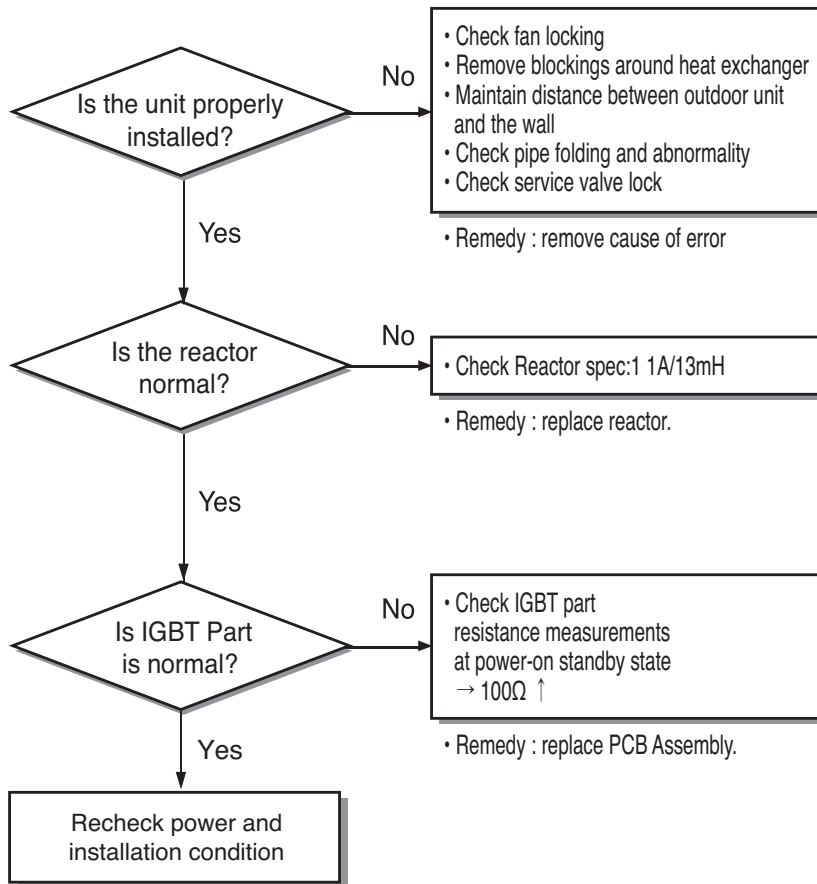 Is the unit properly
installed?
No
• Check fan locking
• Remove blockings around heat exchanger
• Maintain distance between outdoor unit
and the wall
• Check pipe folding and abnormality
• Check service valve lock
• Remedy : remove cause of error
Yes
Is the reactor
normal?
No
• Check Reactor spec:1 1A/13mH
• Remedy : replace reactor.
Yes
Is IGBT Part
is normal?
No
• Check IGBT part
resistance measurements
at power-on standby state
→ 100Ω ↑
• Remedy : replace PCB Assembly.
Yes
Recheck power and
installation condition